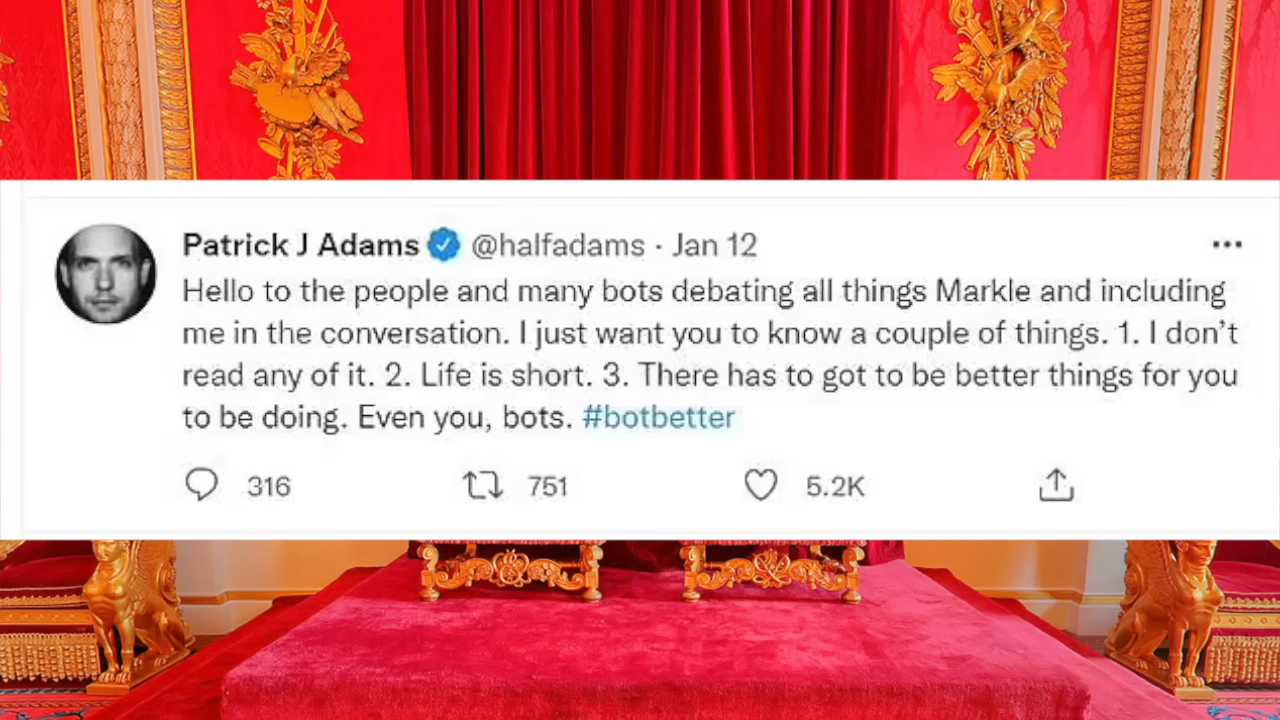 Patrick J Adams @halfadams · Jan 12
Hello to the people and many bots debating all things Markle and including
me in the conversation. I just want you to know a couple of things. 1. I don’t
read any of it. 2. Life is short. 3. There has to got to be better things for you
to be doing. Even you, bots. #botbetter
316 751 5.2K